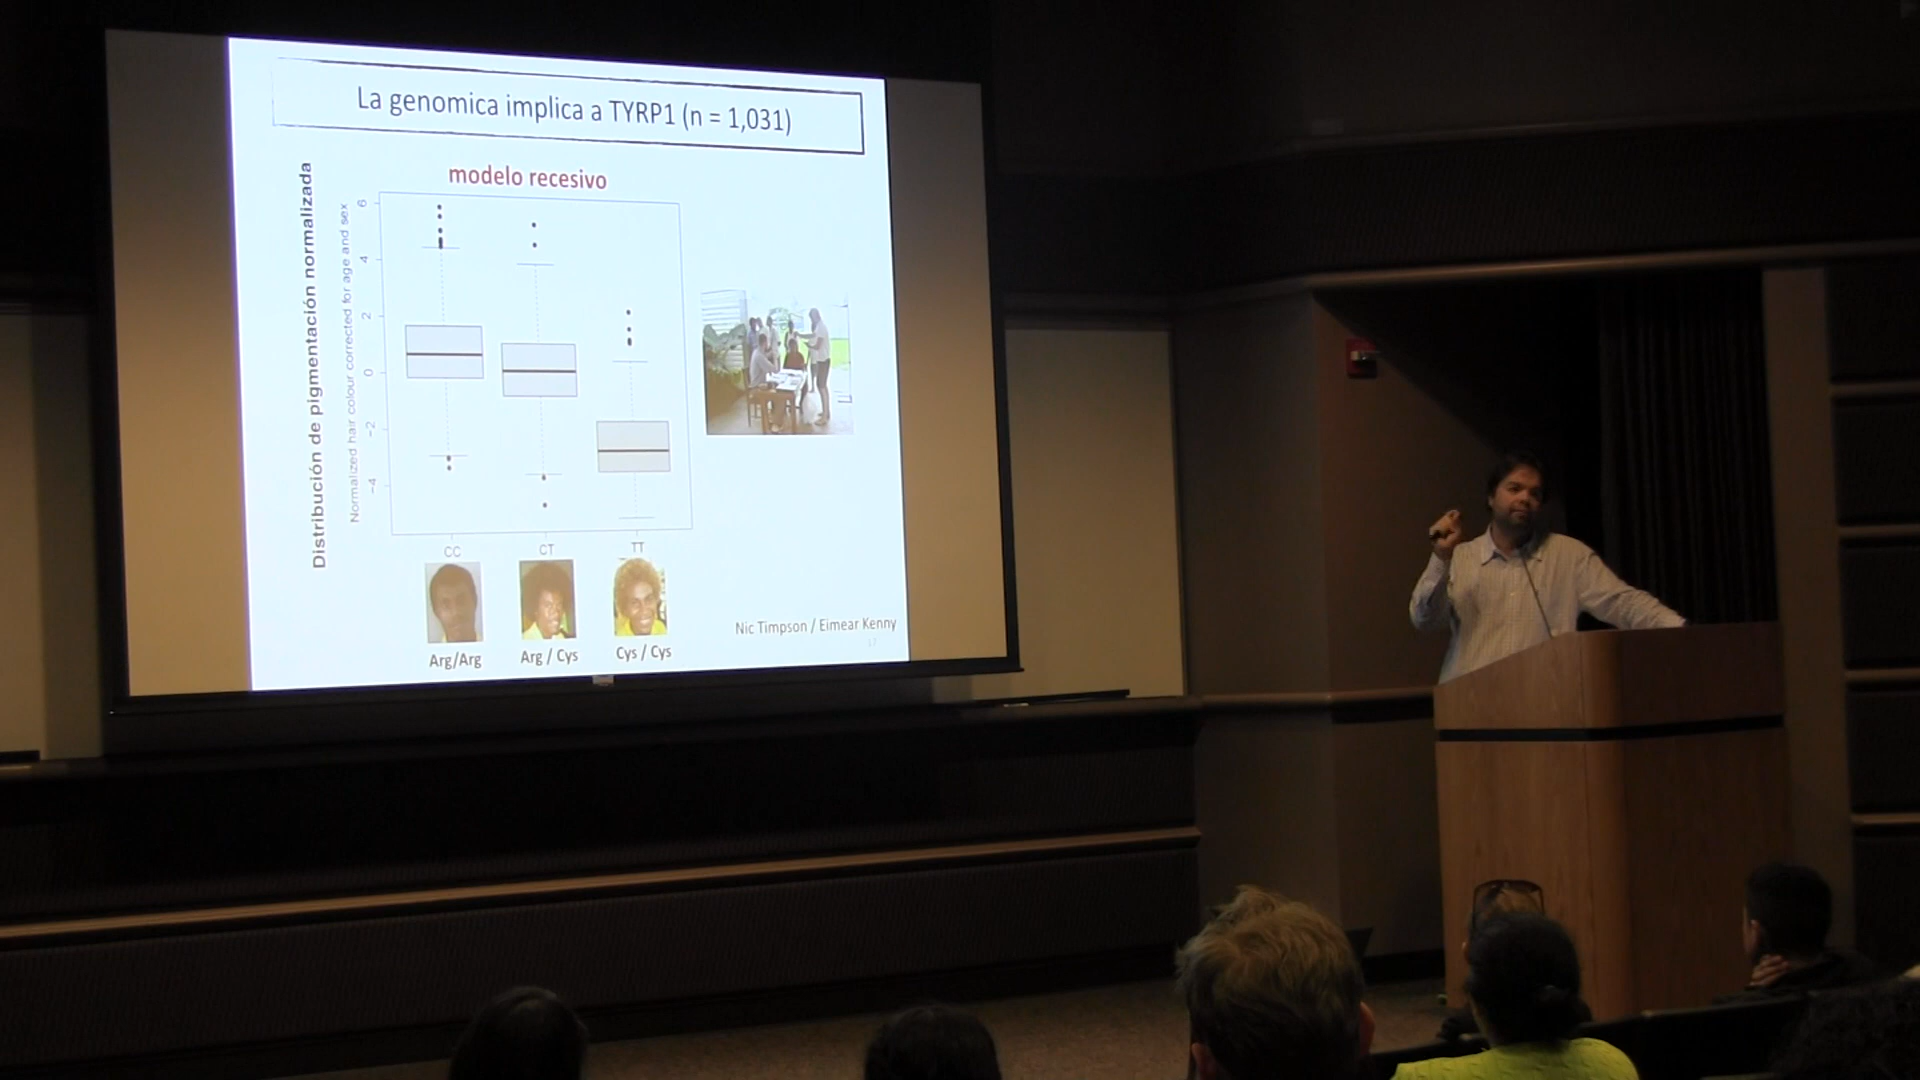 La genomica implica a TYRP1 (n = 1,031)
modelo recesivo
Distribución de pigmentación normalizada
Normalized hair colour corrected for age and sex
6
4
2
0
−2
−4
CC CT TT
Arg/Arg Arg / Cys Cys / Cys
Nic Timpson / Eimear Kenny
17